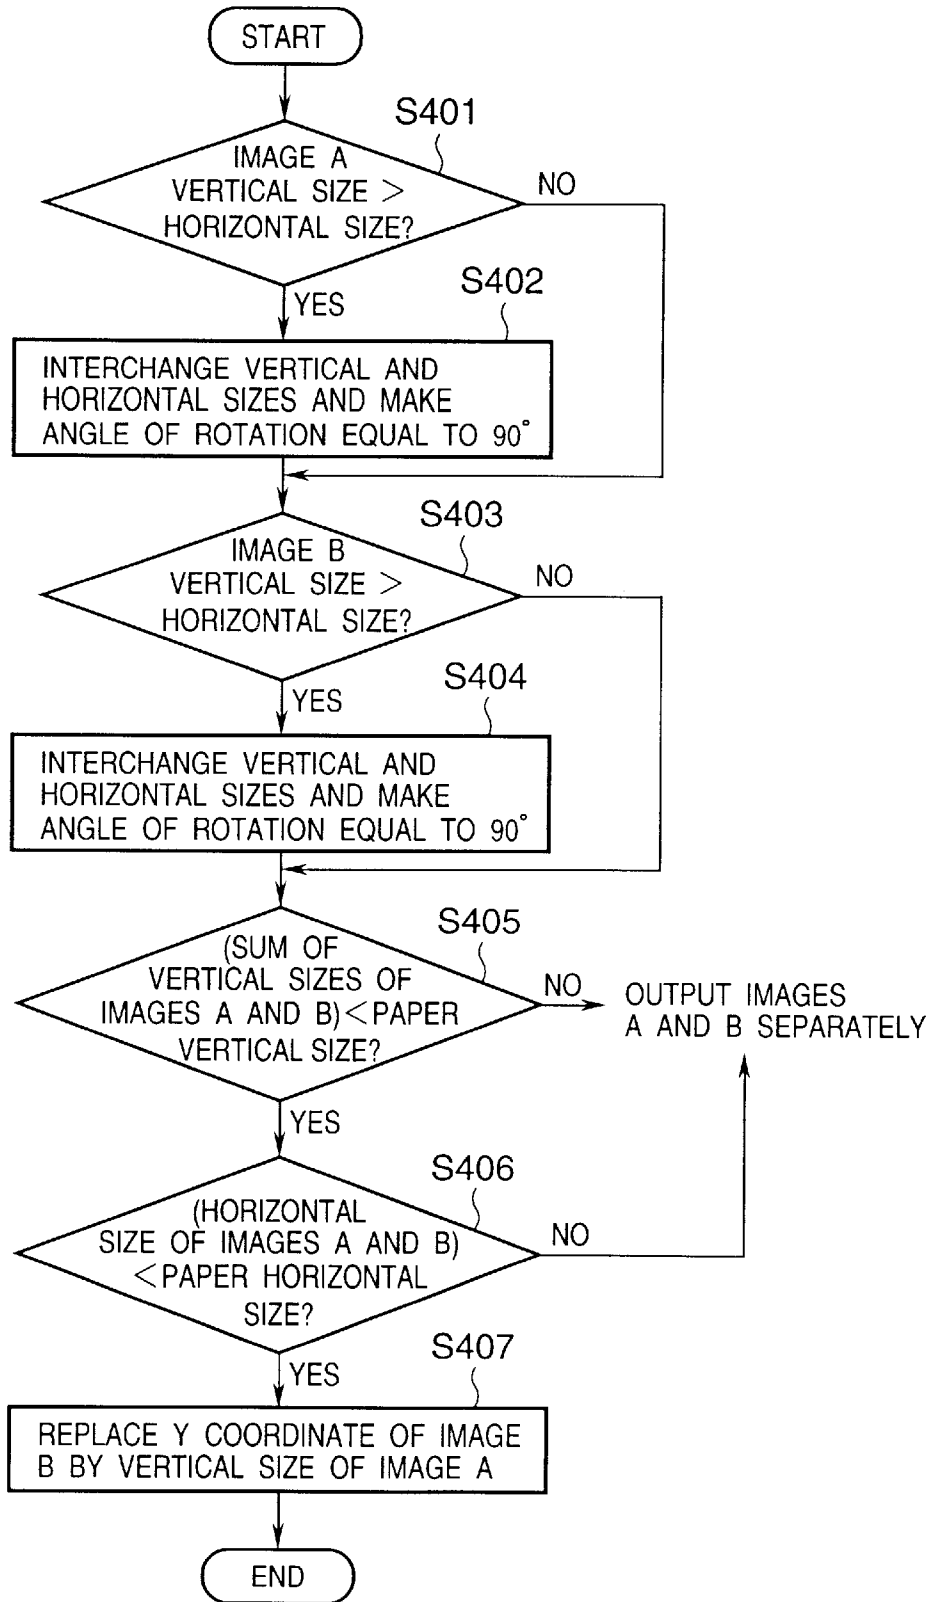 START
S401
IMAGE A
VERTICAL SIZE >
HORIZONTAL SIZE?
NO
YES
S402
INTERCHANGE VERTICAL AND
HORIZONTAL SIZES AND MAKE
ANGLE OF ROTATION EQUAL TO 90°
S403
IMAGE B
VERTICAL SIZE >
HORIZONTAL SIZE?
NO
YES
S404
INTERCHANGE VERTICAL AND
HORIZONTAL SIZES AND MAKE
ANGLE OF ROTATION EQUAL TO 90°
S405
(SUM OF
VERTICAL SIZES OF
IMAGES A AND B)<PAPER
VERTICAL SIZE?
NO
OUTPUT IMAGES
A AND B SEPARATELY
YES
S406
(HORIZONTAL
SIZE OF IMAGES A AND B)
<PAPER HORIZONTAL
SIZE?
NO
YES
S407
REPLACE Y COORDINATE OF IMAGE
B BY VERTICAL SIZE OF IMAGE A
END